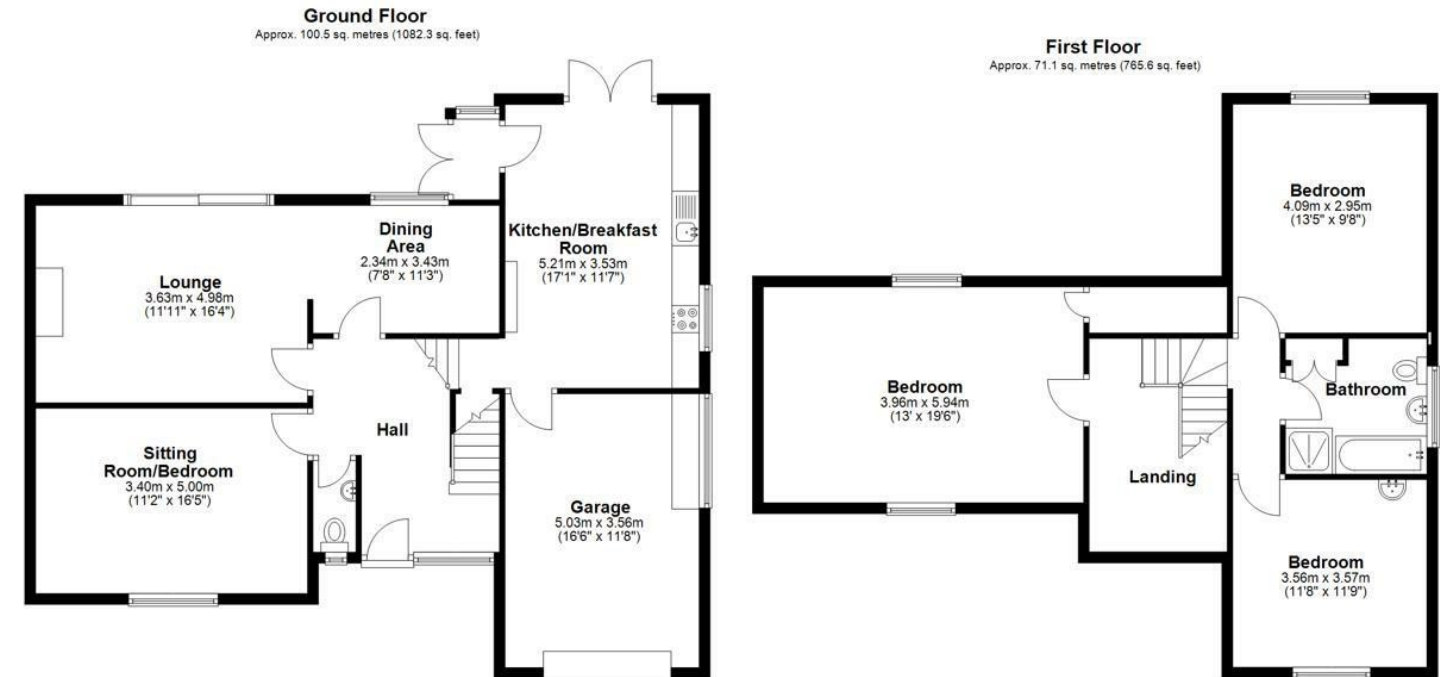 Ground Floor
Approx. 100.5 sq. metres (1082.3 sq. feet)
Dining
Area
2.34m x 3.43m
(7'8" x 11'3")
Kitchen/Breakfast
Room
5.21m x 3.53m
(17'1" x 11'7")
Lounge
3.63m x 4.98m
(11'11" x 16'4")
Hall
Sitting
Room/Bedroom
3.40m x 5.00m
(11'2" x 16'5")
Garage
5.03m x 3.56m
(16'6" x 11'8")
First Floor
Approx. 71.1 sq. metres (765.6 sq. feet)
Bedroom
4.09m x 2.95m
(13'5" x 9'8")
Bedroom
3.96m x 5.94m
(13' x 19'6")
Bathroom
Landing
Bedroom
3.56m x 3.57m
(11'8" x 11'9")